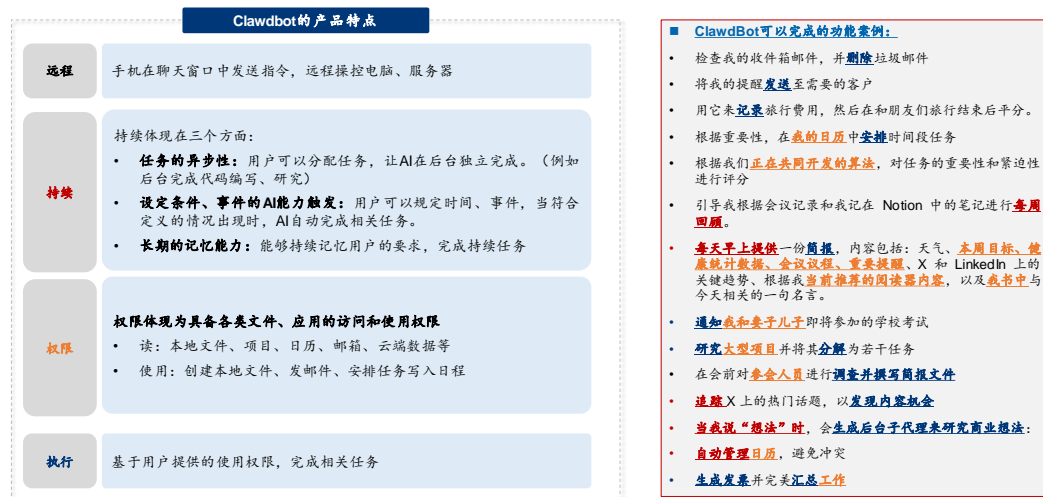 Clawdbot的产品特点
远程
手机在聊天窗口中发送指令，远程操控电脑、服务器
持续
持续体现在三个方面：
• 任务的异步性：用户可以分配任务，让AI在后台独立完成。（例如
后台完成代码编写、研究）
• 设定条件、事件的AI能力触发：用户可以规定时间、事件，当符合
定义的情况出现时，AI自动完成相关任务。
• 长期的记忆能力：能够持续记忆用户的要求，完成持续任务
权限
权限体现为具备各类文件、应用的访问和使用权限
• 读：本地文件、项目、日历、邮箱、云端数据等
• 使用：创建本地文件、发邮件、安排任务写入日程
执行
基于用户提供的使用权限，完成相关任务
■ ClawdBot可以完成的功能案例：
• 检查我的收件箱邮件，并删除垃圾邮件
• 将我的提醒发送至需要的客户
• 用它来记录旅行费用，然后在和朋友们旅行结束后平分。
• 根据重要性，在我的日历中安排时间段任务
• 根据我们正在共同开发的算法，对任务的重要性和紧迫性
进行评分
• 引导我根据会议记录和我记在 Notion 中的笔记进行每周
回顾。
• 每天早上提供一份简报，内容包括：天气、本周目标、健
康统计数据、会议议程、重要提醒、X 和 LinkedIn 上的
关键趋势、根据我当前推荐的阅读器内容，以及我书中与
今天相关的一句名言。
• 通知我和妻子儿子即将参加的学校考试
• 研究大型项目并将其分解为若干任务
• 在会前对参会人员进行调查并撰写简报文件
• 追踪X 上的热门话题，以发现内容机会
• 当我说“想法”时，会生成后台子代理来研究商业想法：
• 自动管理日历，避免冲突
• 生成发票并完美汇总工作